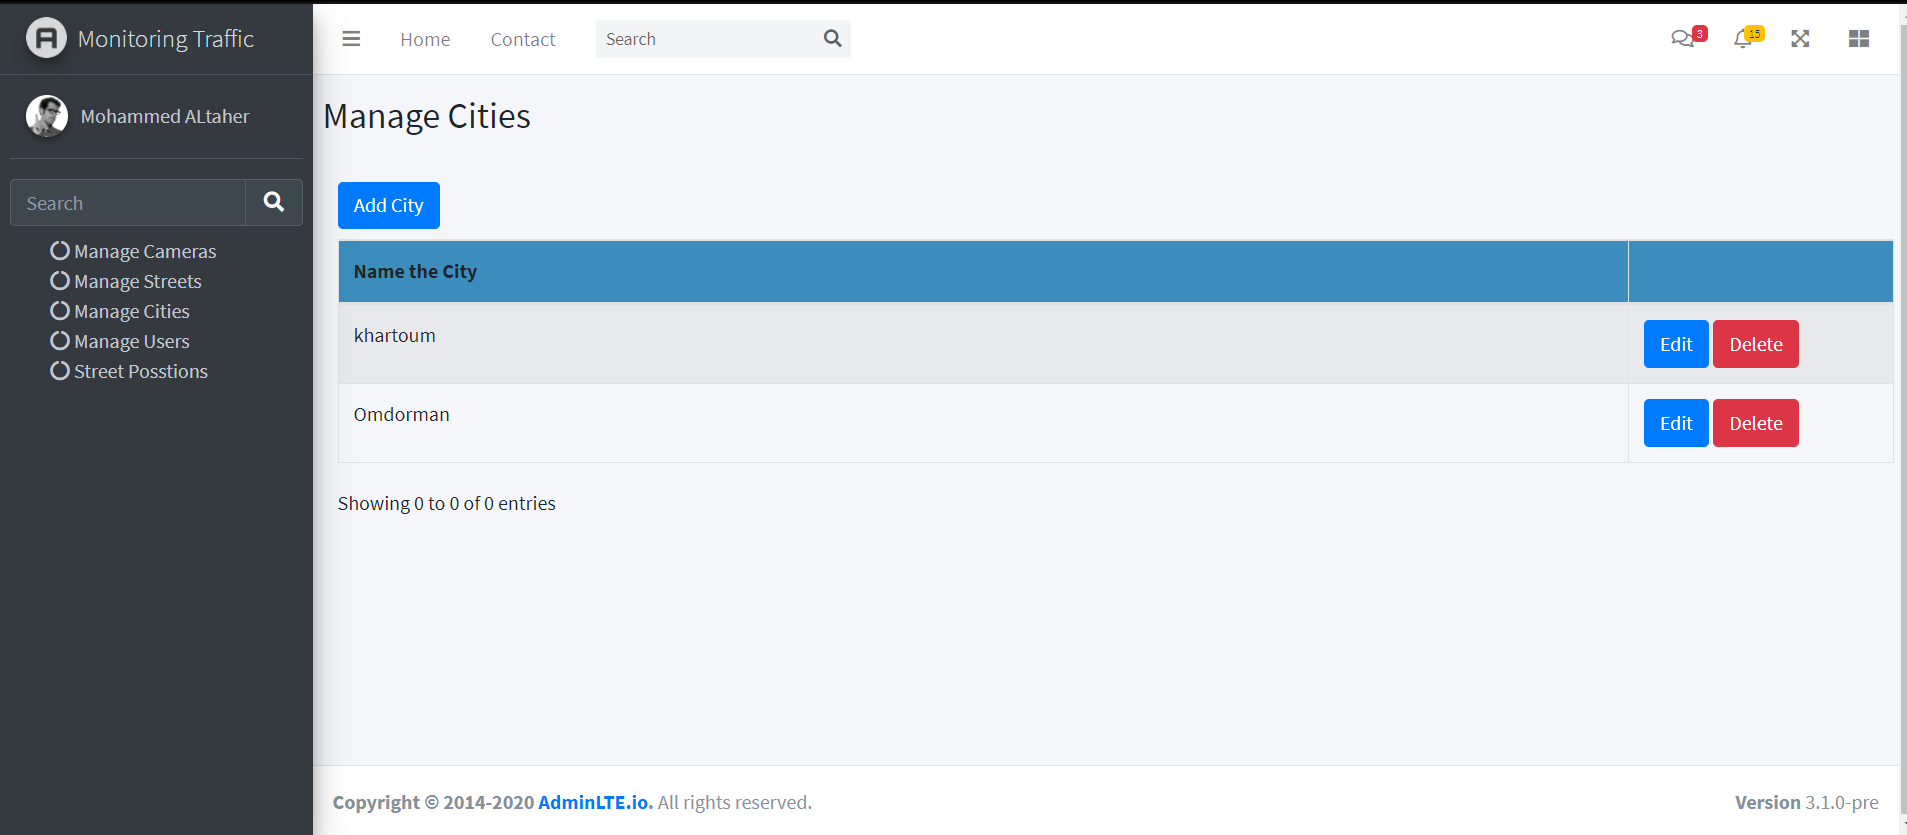 Monitoring Traffic
Home
Contact
Search
3
15
Mohammed ALtaher
Search
Manage Cameras
Manage Streets
Manage Cities
Manage Users
Street Posstions
Manage Cities
Add City
Name the City
khartoum
Edit Delete
Omdorman
Edit Delete
Showing 0 to 0 of 0 entries
Copyright © 2014-2020 AdminLTE.io. All rights reserved.
Version 3.1.0-pre